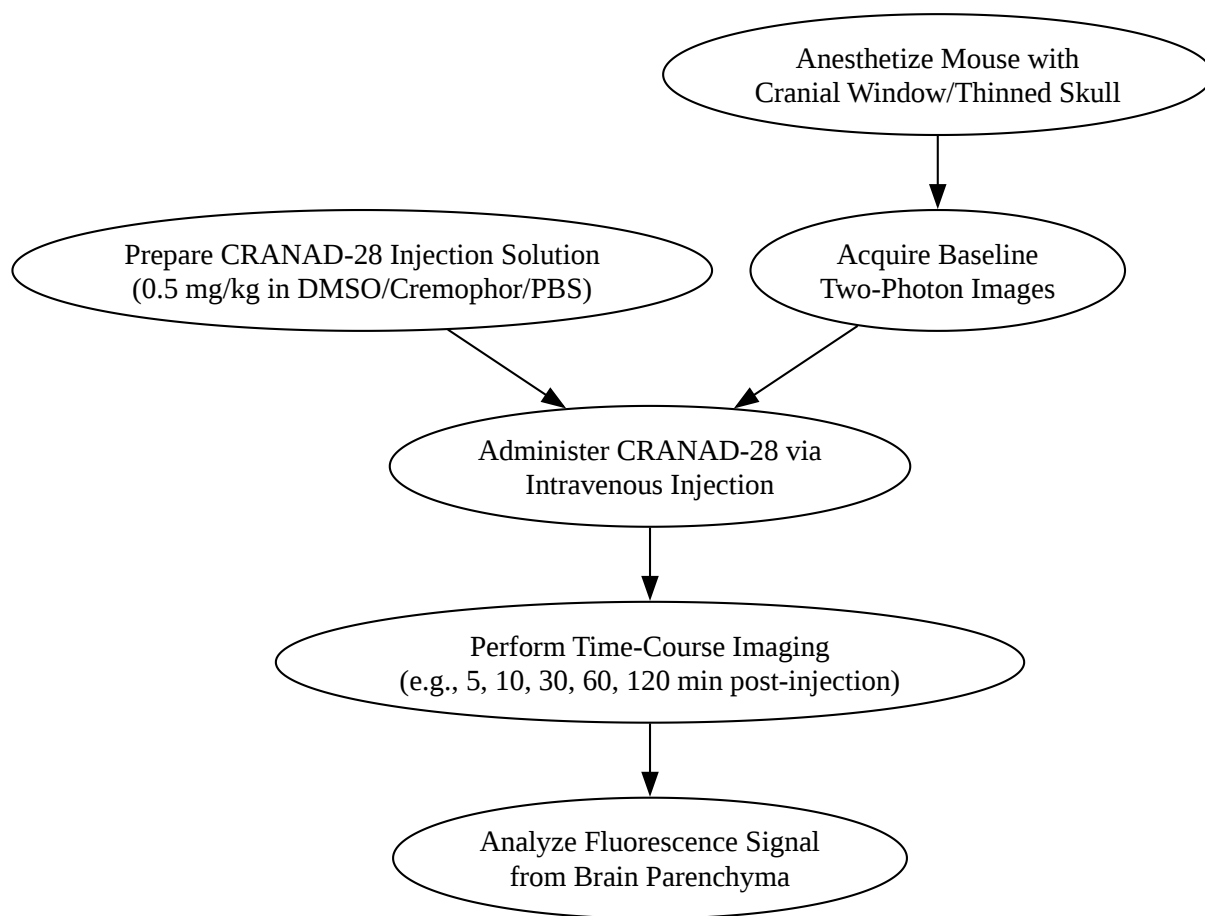 Anesthetize Mouse with
Cranial Window/Thinned Skull
Prepare CRANAD-28 Injection Solution
(0.5 mg/kg in DMSO/Cremophor/PBS)
Acquire Baseline
Two-Photon Images
Administer CRANAD-28 via
Intravenous Injection
Perform Time-Course Imaging
(e.g., 5, 10, 30, 60, 120 min post-injection)
Analyze Fluorescence Signal
from Brain Parenchyma